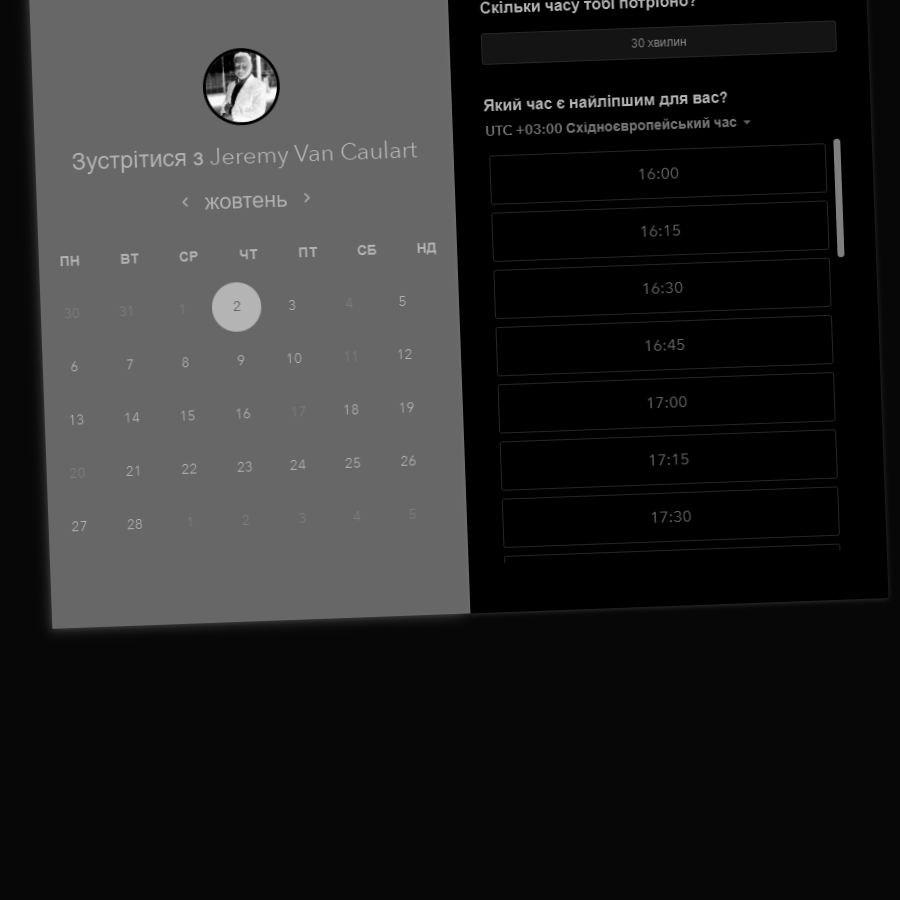 Зустрітися з Jeremy Van Caulart
жовтень
ПН ВТ СР ЧТ ПТ СБ НД
30 31 1 2 3 4 5
6 7 8 9 10 11 12
13 14 15 16 17 18 19
20 21 22 23 24 25 26
27 28 1 2 3 4 5
Скільки часу тобі потрібно?
30 хвилин
Який час є найліпшим для вас?
UTC +03:00 Східноєвропейський час
16:00
16:15
16:30
16:45
17:00
17:15
17:30